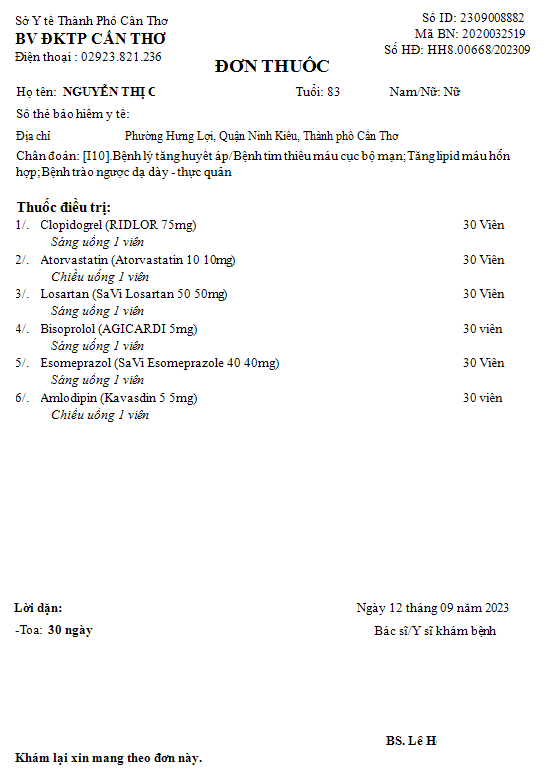 Sở Y tế Thành Phố Cần Thơ
Số ID: 2309008882
BV ĐKTP CẦN THƠ
Mã BN: 2020032519
Điện thoại : 02923.821.236
Số HĐ: HH8.00668/202309
ĐƠN THUỐC
Họ tên: NGUYỄN THỊ C Tuổi: 83 Nam/Nữ: Nữ
Số thẻ bảo hiểm y tế:
Địa chỉ Phường Hưng Lợi, Quận Ninh Kiều, Thành phố Cần Thơ
Chẩn đoán: [I10].Bệnh lý tăng huyết áp/Bệnh tim thiếu máu cục bộ mạn;Tăng lipid máu hỗn
hợp;Bệnh trào ngược dạ dày - thực quản
Thuốc điều trị:
1/. Clopidogrel (RIDLOR 75mg) 30 Viên
Sáng uống 1 viên
2/. Atorvastatin (Atorvastatin 10 10mg) 30 Viên
Chiều uống 1 viên
3/. Losartan (SaVi Losartan 50 50mg) 30 Viên
Sáng uống 1 viên
4/. Bisoprolol (AGICARDI 5mg) 30 viên
Sáng uống 1 viên
5/. Esomeprazol (SaVi Esomeprazole 40 40mg) 30 Viên
Sáng uống 1 viên
6/. Amlodipin (Kavasdin 5 5mg) 30 viên
Chiều uống 1 viên
Lời dặn:
Ngày 12 tháng 09 năm 2023
-Toa: 30 ngày
Bác sĩ/Y sĩ khám bệnh
BS. Lê H
Khám lại xin mang theo đơn này.